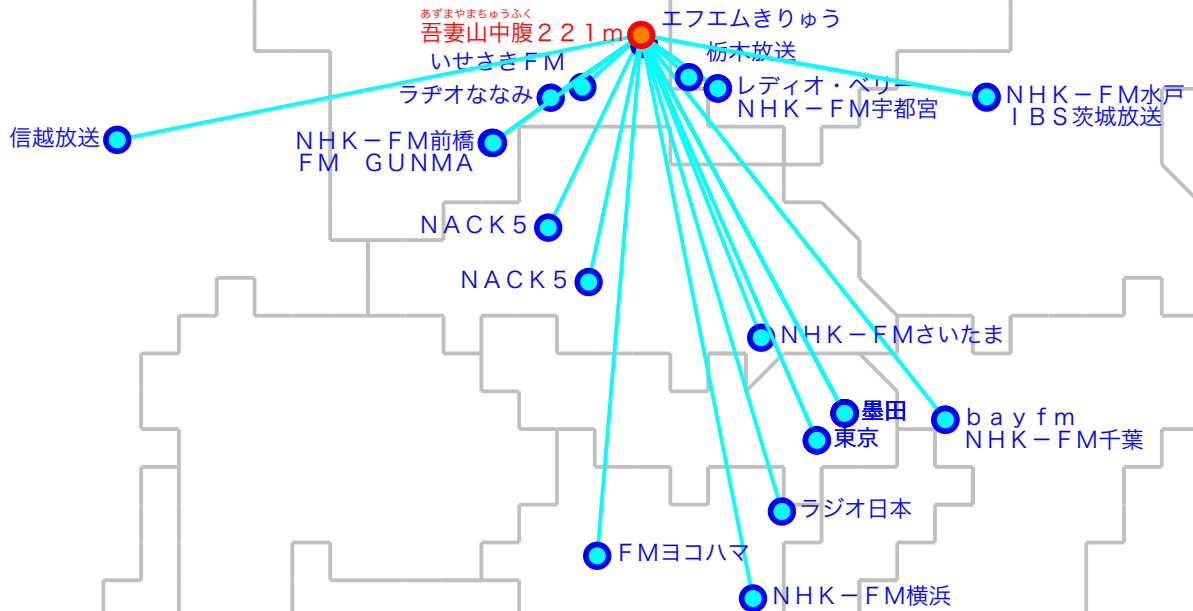 あずまやまちゅうふく
吾妻山中腹２２１ｍ
エフエムきりゅう
いせさきＦＭ
栃木放送
ラヂオななみ
レディオ・ベリー
ＮＨＫ－ＦＭ宇都宮
ＮＨＫ－ＦＭ水戸
ＩＢＳ茨城放送
信越放送
ＮＨＫ－ＦＭ前橋
ＦＭ　ＧＵＮＭＡ
ＮＡＣＫ５
ＮＡＣＫ５
ＮＨＫ－ＦＭさいたま
墨田
東京
ｂａｙｆｍ
ＮＨＫ－ＦＭ千葉
ラジオ日本
ＦＭヨコハマ
ＮＨＫ－ＦＭ横浜